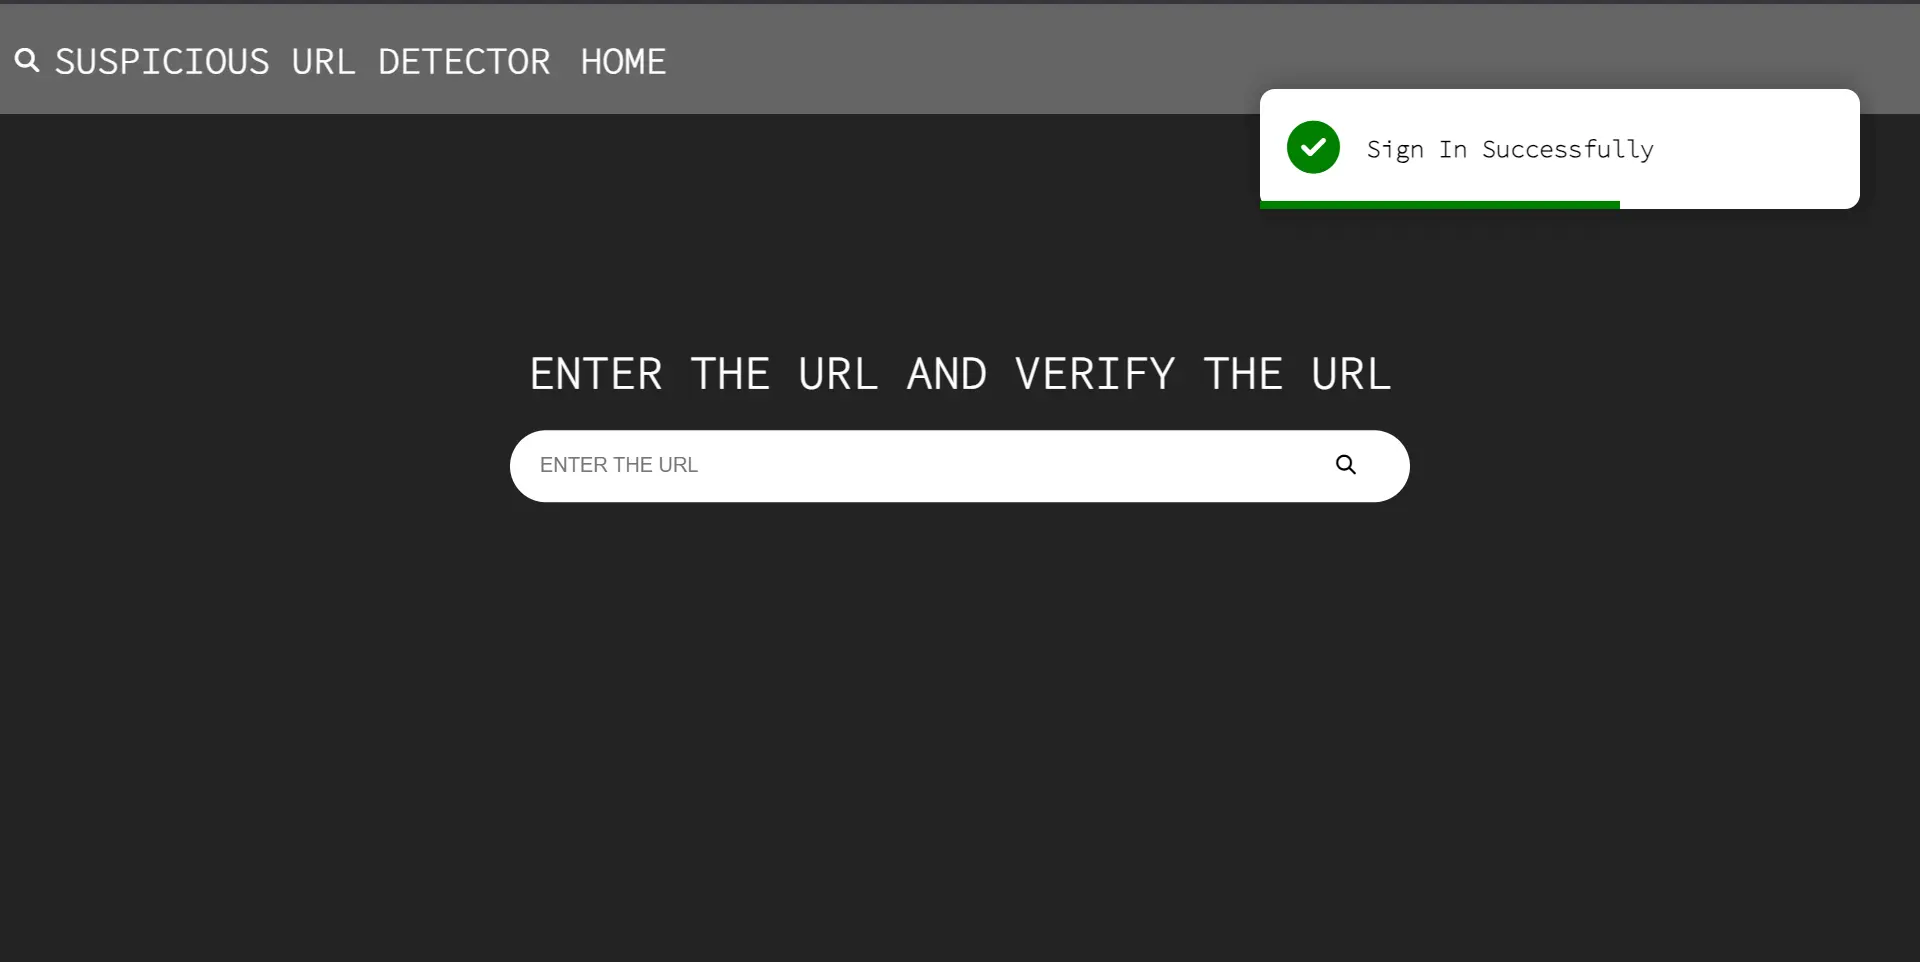 SUSPICIOUS URL DETECTOR HOME
Sign In Successfully
ENTER THE URL AND VERIFY THE URL
ENTER THE URL